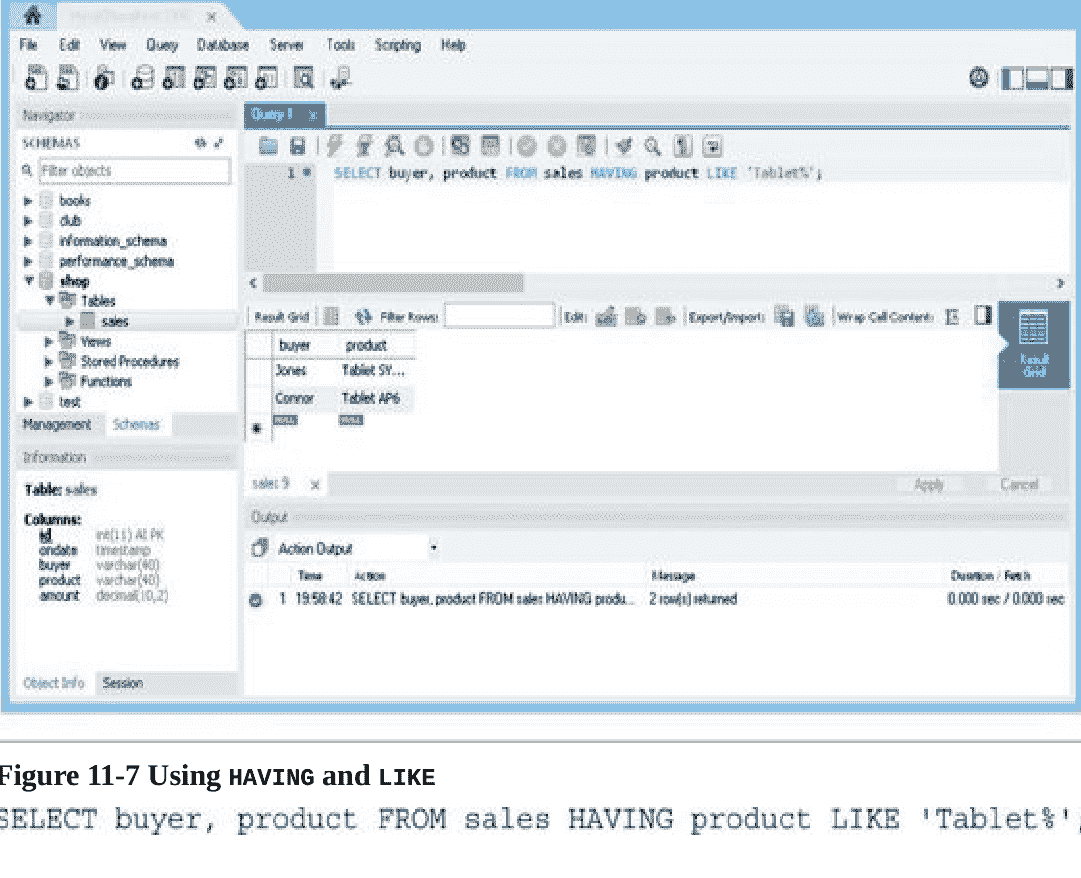 File Edit View Query Database Server Tools Scripting Help
Navigator
SCHEMAS
Filter objects
books
club
information_schema
performance_schema
shop
Tables
sales
Views
Stored Procedures
Functions
test
Management Schemas
Information
Table: sales
Columns:
id int(11) AI PK
ondate timestamp
buyer varchar(40)
product varchar(40)
amount decimal(10,2)
Object Info Session
Query 1
1 SELECT buyer, product FROM sales HAVING product LIKE 'Tablet%';
Result Grid Filter Rows: Edit: Export/Import: Wrap Cell Content:
Result
Grid
buyer product
Jones Tablet SY...
Connor Tablet AP6
NULL NULL
sales 9 Apply Cancel
Output
Action Output
Time Action Message Duration / Fetch
1 19:58:42 SELECT buyer, product FROM sales HAVING produ... 2 row(s) returned 0.000 sec / 0.000 sec
Figure 11-7 Using HAVING and LIKE
SELECT buyer, product FROM sales HAVING product LIKE 'Tablet%';